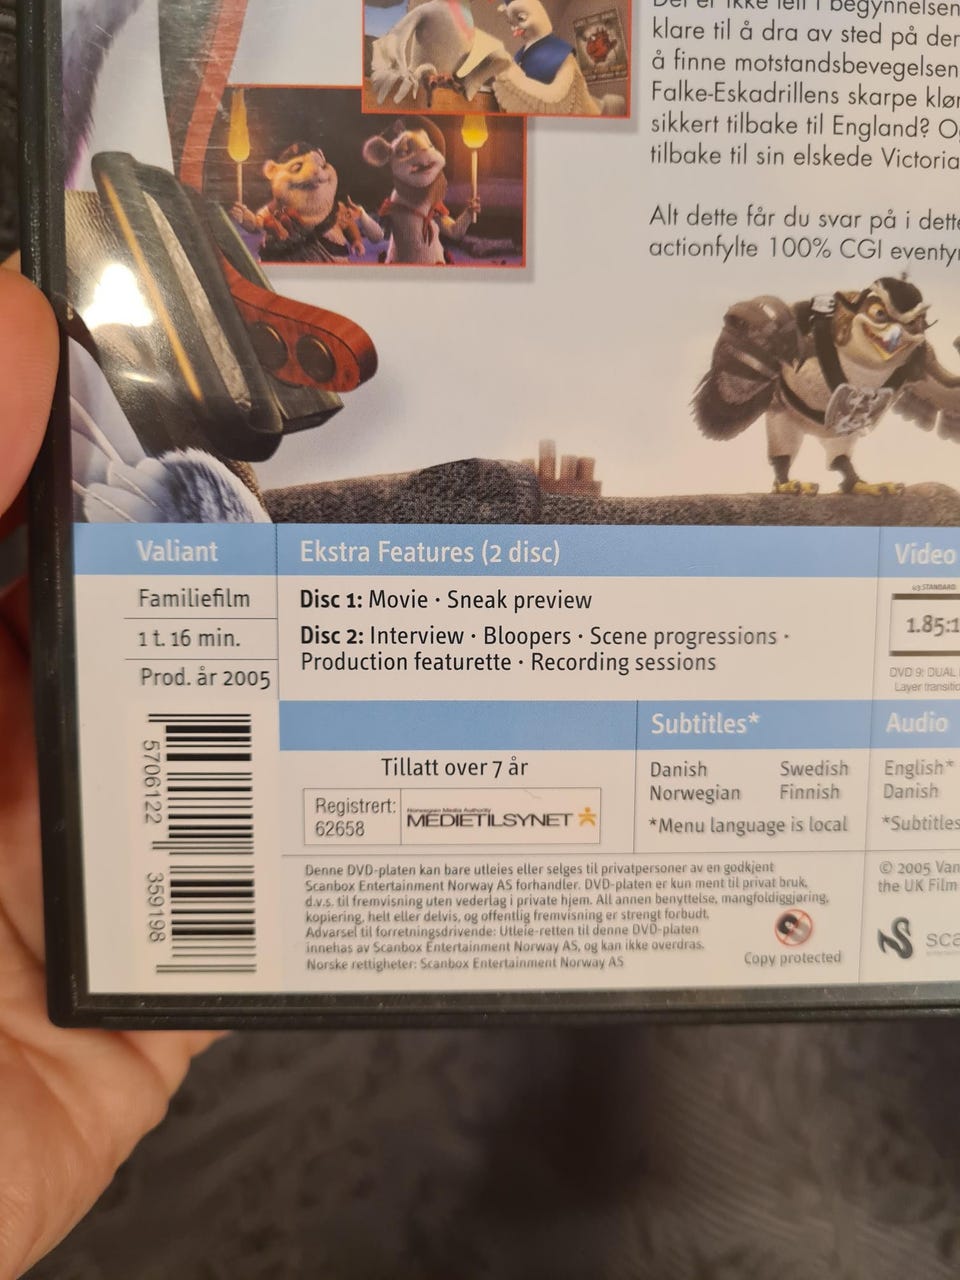 klare til å dra av sted på
å finne motstandsbevegelsen
Falke-Eskadrillens skarpe
sikkert tilbake til England?
tilbake til sin elskede Victoria
Alt dette får du svar på i
actionfylte 100% CGI
Valiant
Familiefilm
1 t. 16 min.
Prod. år 2005
Ekstra Features (2 disc)
Disc 1: Movie · Sneak preview
Disc 2: Interview · Bloopers · Scene progressions ·
Production featurette · Recording sessions
Video
1.85:1
DVD 9: DUAL
Layer
5706122 359198
Tillatt over 7 år
Registrert:
62658
Norwegian Media Authority
MEDIETILSYNET
Subtitles*
Danish Swedish
Norwegian Finnish
*Menu language is local
Audio
English*
Danish
*Subtitles
Denne DVD-platen kan bare utleies eller selges til privatpersoner av en godkjent
Scanbox Entertainment Norway AS forhandler. DVD-platen er kun ment til privat bruk,
d.v.s. til fremvisning uten vederlag i private hjem. All annen benyttelse, mangfoldiggjøring,
kopiering, helt eller delvis, og offentlig fremvisning er strengt forbudt.
Advarsel til forretningsdrivende: Utleie-retten til denne DVD-platen
innehas av Scanbox Entertainment Norway AS, og kan ikke overdras.
Norske rettigheter: Scanbox Entertainment Norway AS
Copy protected
© 2005
the UK Film